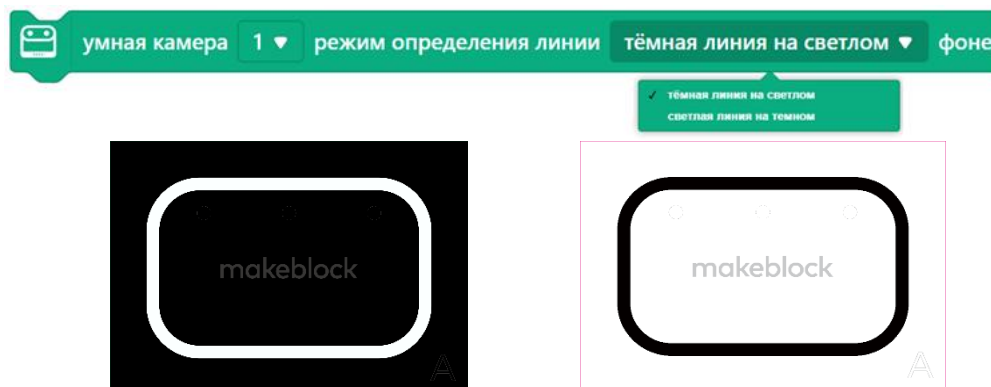 умная камера 1 ▼ режим определения линии тёмная линия на светлом ▼ фоне
✓ тёмная линия на светлом
светлая линия на темном
makeblock
A
makeblock
A